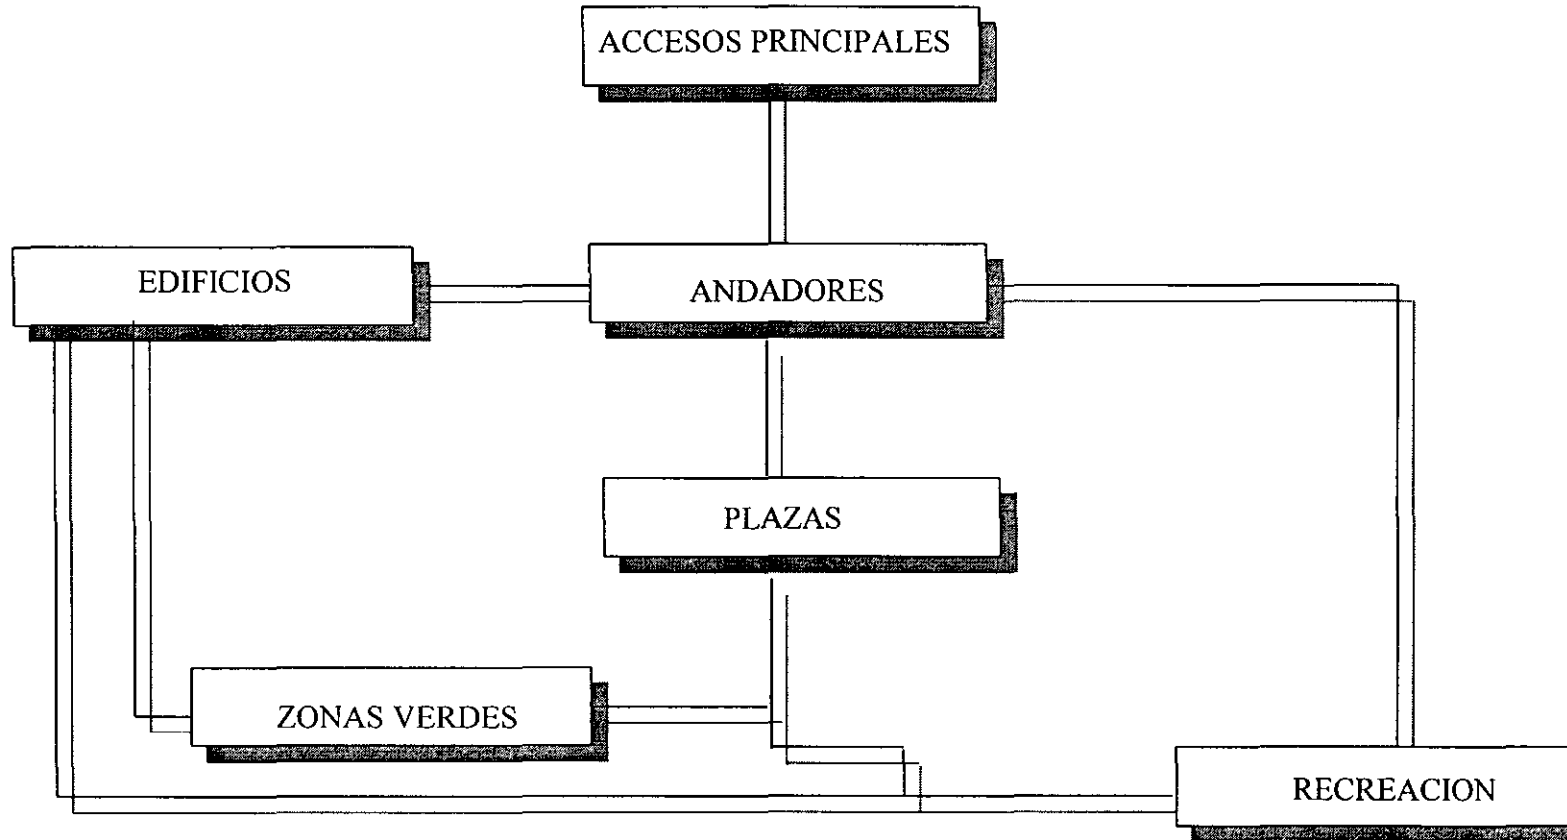 ACCESOS PRINCIPALES
EDIFICIOS
ANDADORES
PLAZAS
ZONAS VERDES
RECREACION